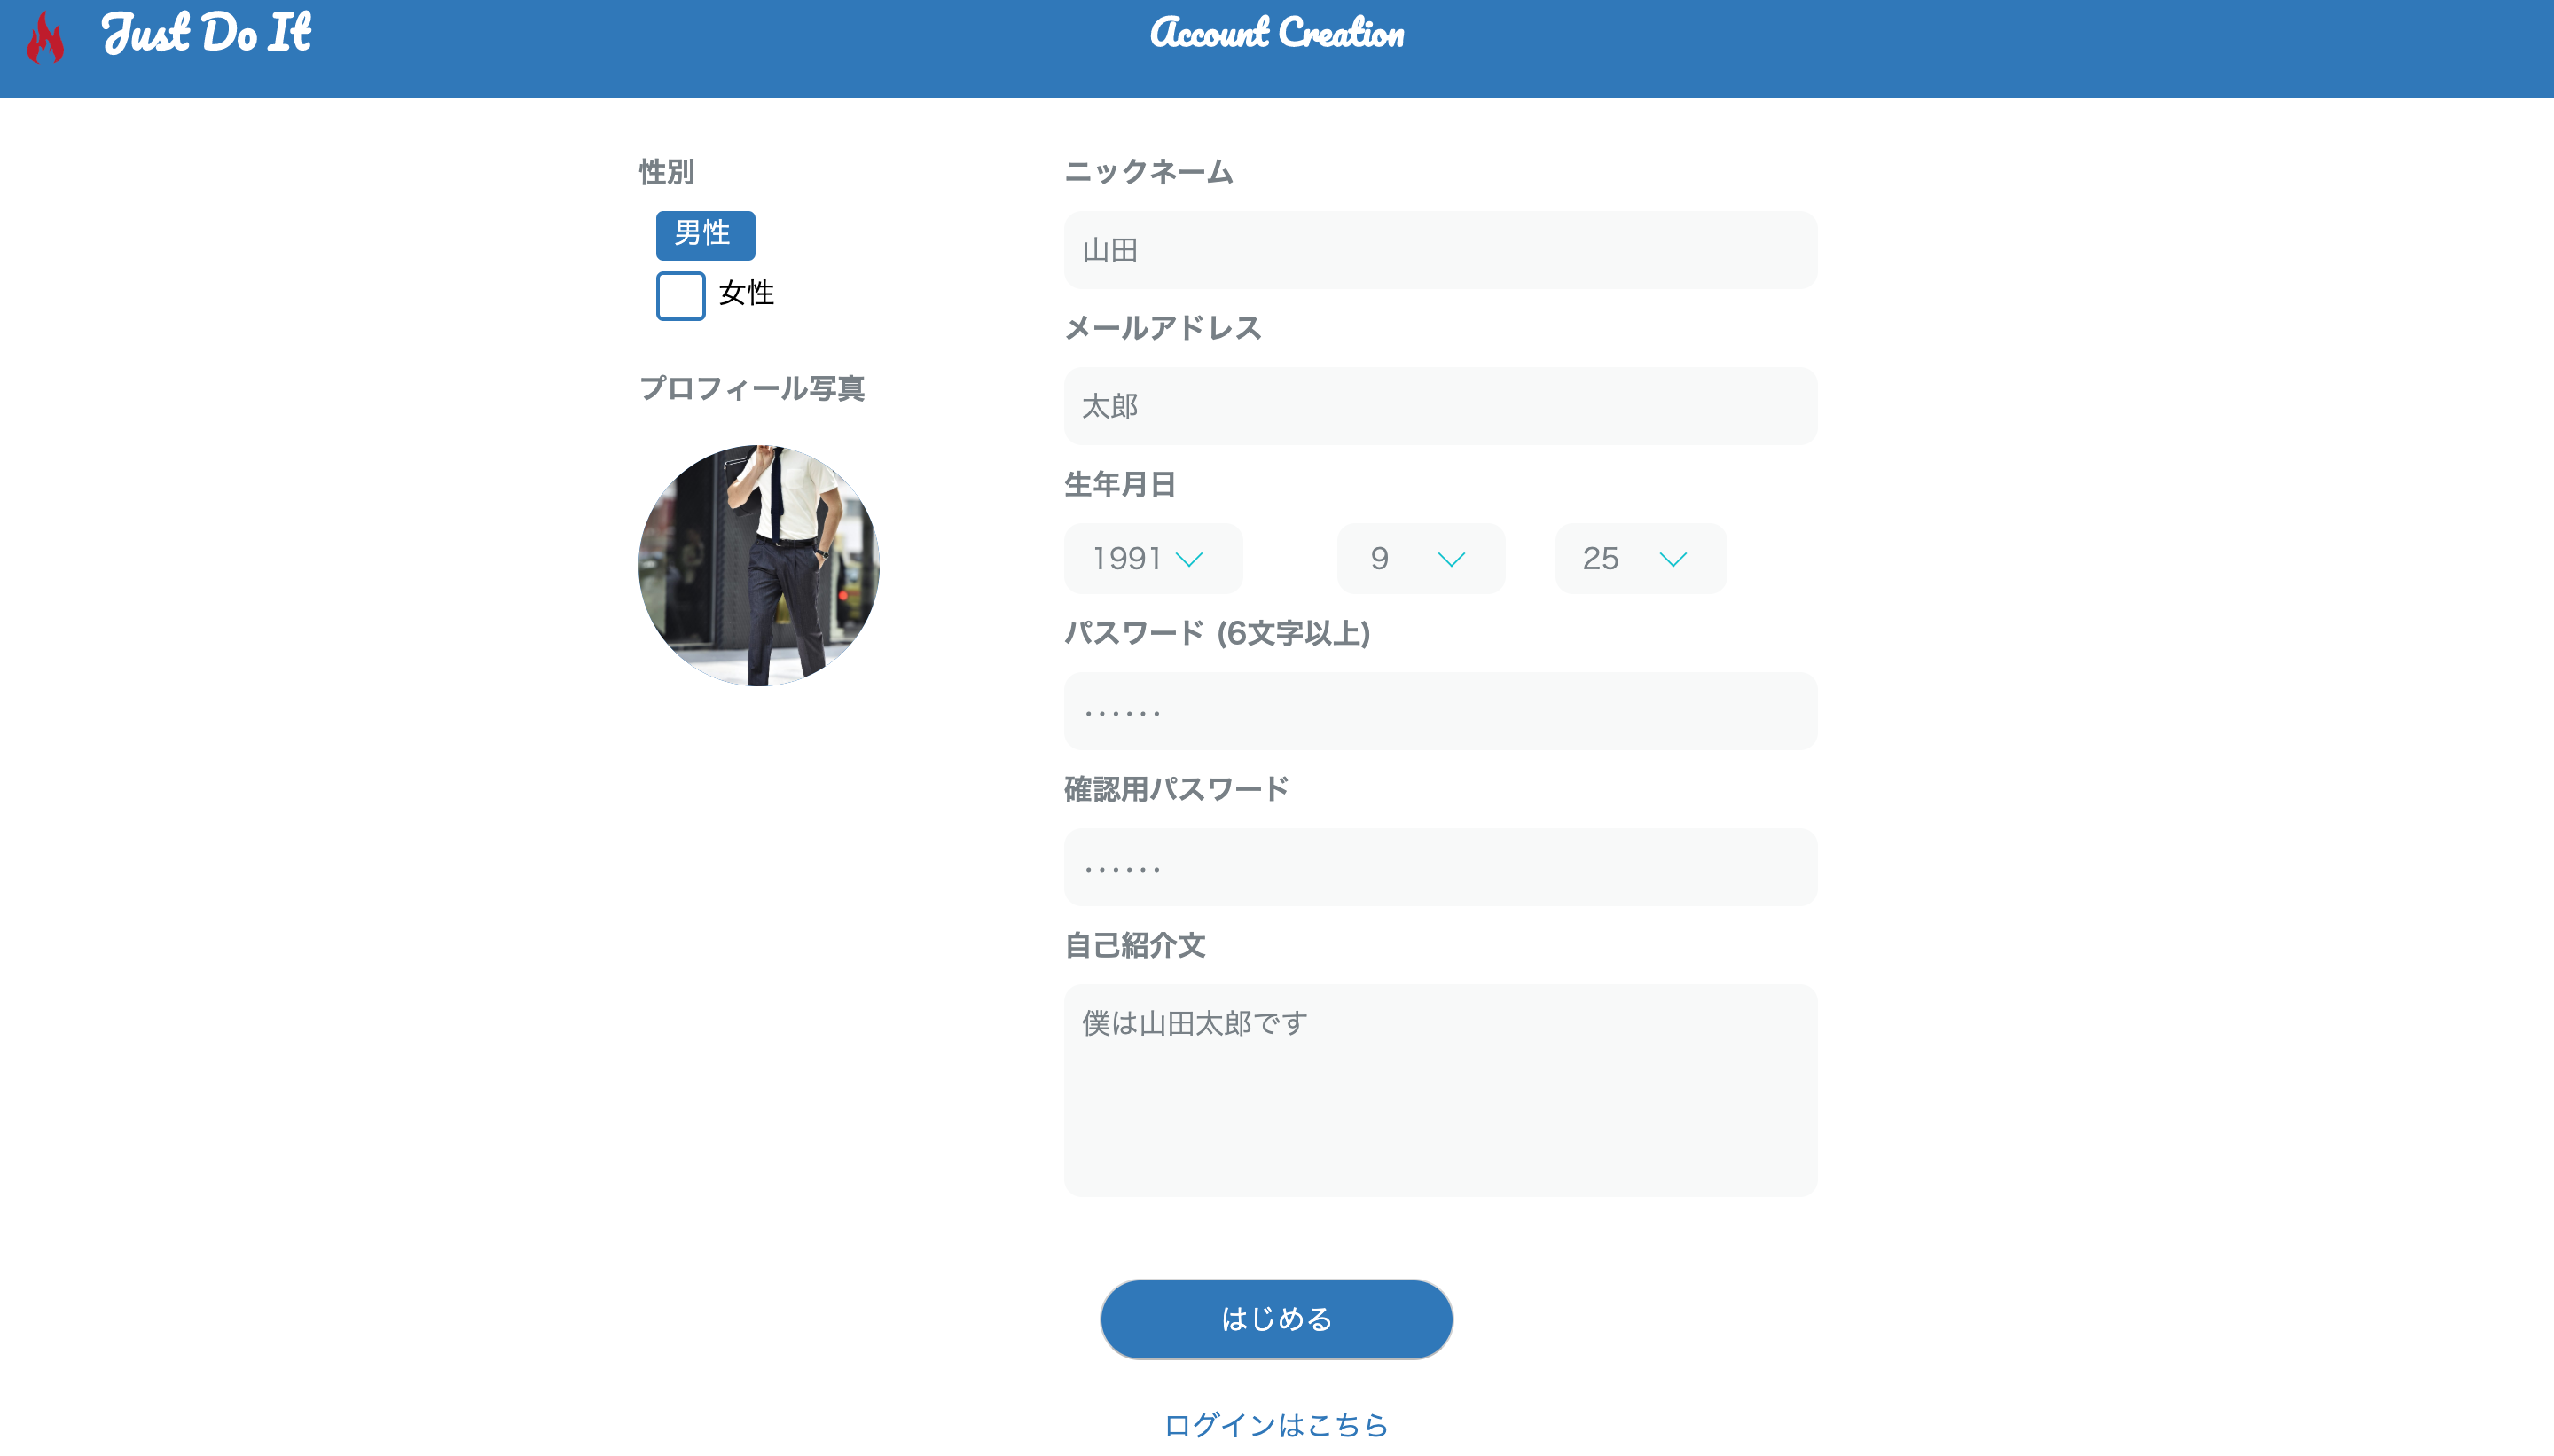 Just Do It
Account Creation
性別
男性
女性
プロフィール写真
ニックネーム
山田
メールアドレス
太郎
生年月日
1991 9 25
パスワード (6文字以上)
······
確認用パスワード
······
自己紹介文
僕は山田太郎です
はじめる
ログインはこちら